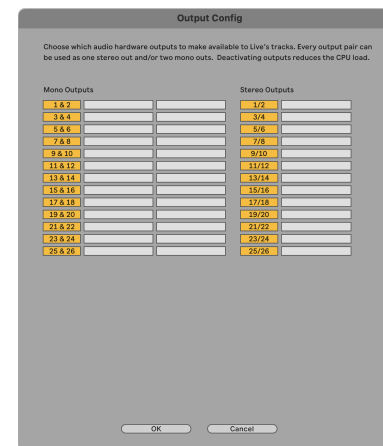 Output Config
Choose which audio hardware outputs to make available to Live's tracks. Every output pair can
be used as one stereo out and/or two mono outs. Deactivating outputs reduces the CPU load.
Mono Outputs Stereo Outputs
1 & 2 1/2
3 & 4 3/4
5 & 6 5/6
7 & 8 7/8
9 & 10 9/10
11 & 12 11/12
13 & 14 13/14
15 & 16 15/16
17 & 18 17/18
19 & 20 19/20
21 & 22 21/22
23 & 24 23/24
25 & 26 25/26
OK Cancel